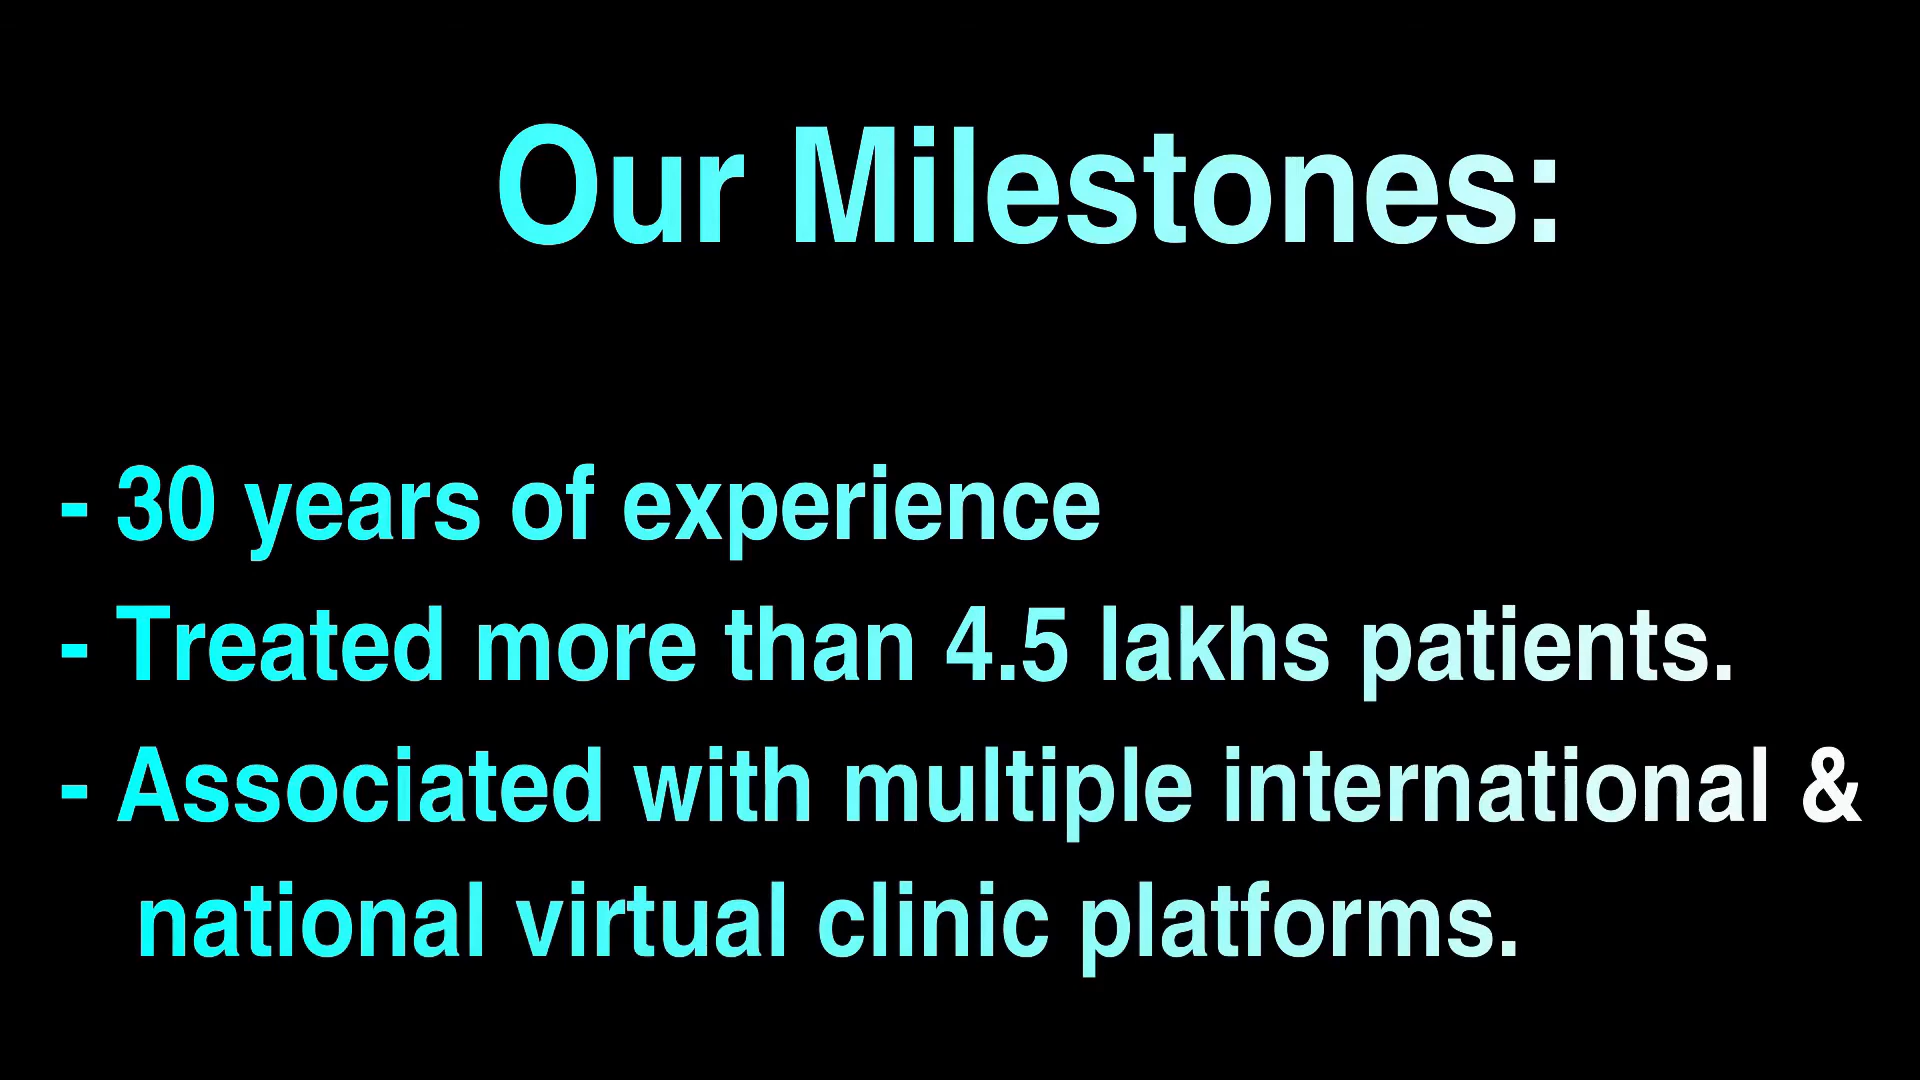 Our Milestones:
- 30 years of experience
- Treated more than 4.5 lakhs patients.
- Associated with multiple international &
national virtual clinic platforms.